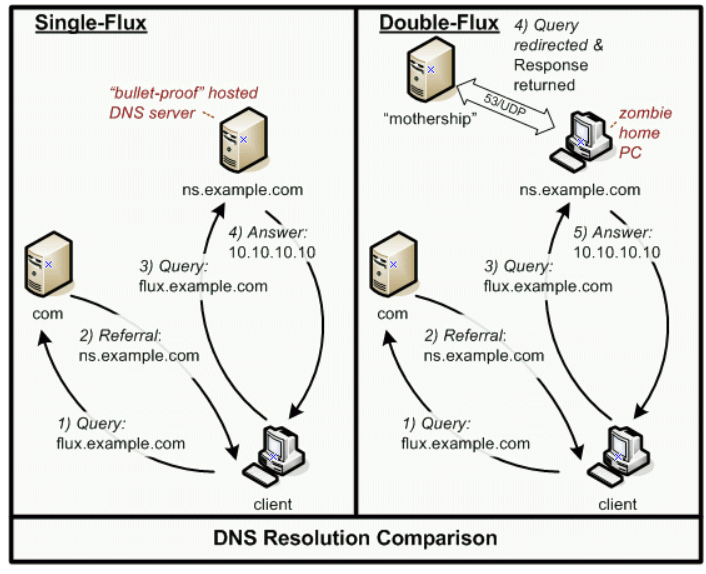 Single-Flux
"bullet-proof" hosted
DNS server
ns.example.com
4) Answer:
10.10.10.10
3) Query:
flux.example.com
com
2) Referral:
ns.example.com
1) Query:
flux.example.com
client
Double-Flux
4) Query
redirected &
Response
returned
"mothership"
53/UDP
zombie
home
PC
ns.example.com
5) Answer:
10.10.10.10
3) Query:
flux.example.com
com
2) Referral:
ns.example.com
1) Query:
flux.example.com
client
DNS Resolution Comparison